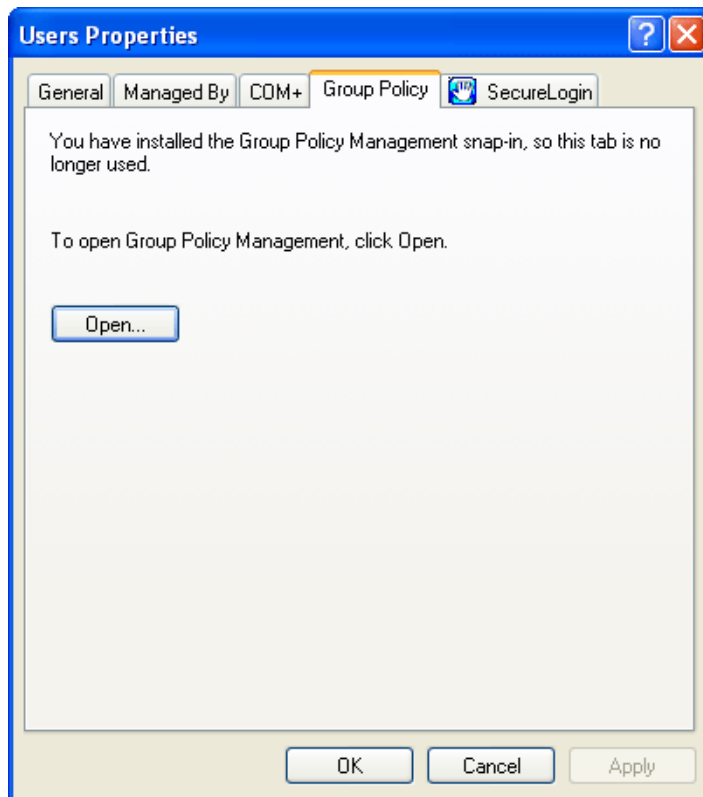 Users Properties
General Managed By COM+ Group Policy SecureLogin
You have installed the Group Policy Management snap-in, so this tab is no
longer used.
To open Group Policy Management, click Open.
Open...
OK Cancel Apply